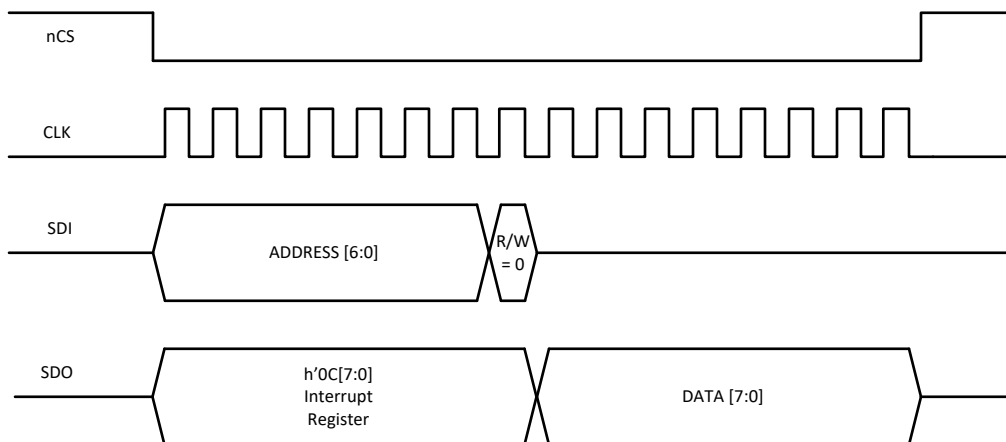 nCS
CLK
SDI
ADDRESS [6:0]
R/W
= 0
SDO
h'0C[7:0]
Interrupt
Register
DATA [7:0]